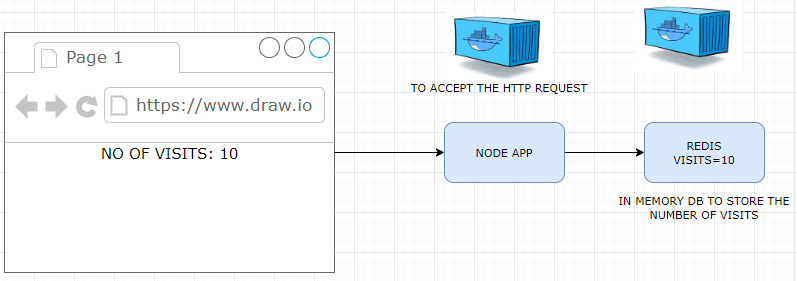 Page 1
https://www.draw.io
NO OF VISITS: 10
TO ACCEPT THE HTTP REQUEST
NODE APP
REDIS
VISITS=10
IN MEMORY DB TO STORE THE
NUMBER OF VISITS